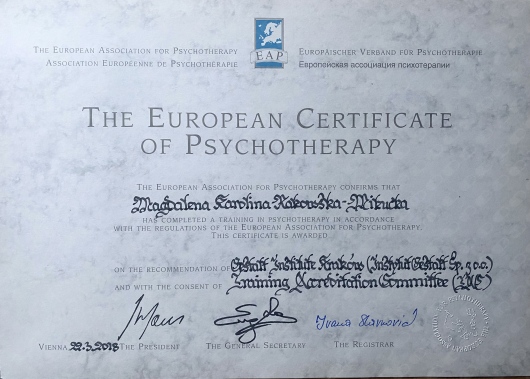 THE EUROPEAN ASSOCIATION FOR PSYCHOTHERAPY
ASSOCIATION EUROPÉENNE DE PSYCHOTHÉRAPIE
EAP
EUROPÄISCHER VERBAND FÜR PSYCHOTHERAPIE
Европейская ассоциация психотерапии
THE EUROPEAN CERTIFICATE
OF PSYCHOTHERAPY
THE EUROPEAN ASSOCIATION FOR PSYCHOTHERAPY CONFIRMS THAT
Magdalena Karolina Rakowska-Mikucka
HAS COMPLETED A TRAINING IN PSYCHOTHERAPY IN ACCORDANCE
WITH THE REGULATIONS OF THE EUROPEAN ASSOCIATION FOR PSYCHOTHERAPY.
THIS CERTIFICATE IS AWARDED
ON THE RECOMMENDATION OF Gestalt Institute Kraków (Instytut Gestalt Sp. z o.o.)
AND WITH THE CONSENT OF Training Accreditation Committee
VIENNA 22.3.2018 THE PRESIDENT
THE GENERAL SECRETARY
THE REGISTRAR